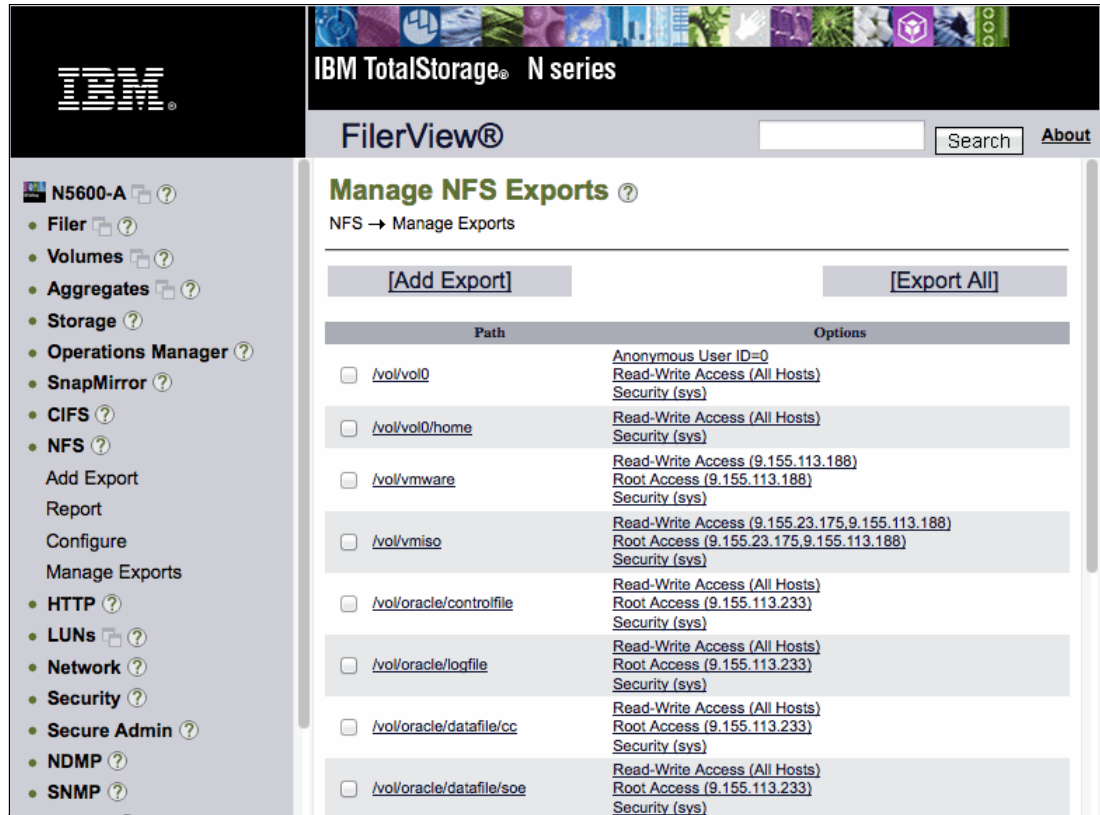 IBM®
IBM TotalStorage® N series
FilerView®
Search
About
N5600-A ?
Filer ?
Volumes ?
Aggregates ?
Storage ?
Operations Manager ?
SnapMirror ?
CIFS ?
NFS ?
Add Export
Report
Configure
Manage Exports
HTTP ?
LUNs ?
Network ?
Security ?
Secure Admin ?
NDMP ?
SNMP ?
Manage NFS Exports ?
NFS → Manage Exports
[Add Export]
[Export All]
Path
Options
/vol/vol0
Anonymous User ID=0
Read-Write Access (All Hosts)
Security (sys)
/vol/vol0/home
Read-Write Access (All Hosts)
Security (sys)
/vol/vmware
Read-Write Access (9.155.113.188)
Root Access (9.155.113.188)
Security (sys)
/vol/vmiso
Read-Write Access (9.155.23.175,9.155.113.188)
Root Access (9.155.23.175,9.155.113.188)
Security (sys)
/vol/oracle/controlfile
Read-Write Access (All Hosts)
Root Access (9.155.113.233)
Security (sys)
/vol/oracle/logfile
Read-Write Access (All Hosts)
Root Access (9.155.113.233)
Security (sys)
/vol/oracle/datafile/cc
Read-Write Access (All Hosts)
Root Access (9.155.113.233)
Security (sys)
/vol/oracle/datafile/soe
Read-Write Access (All Hosts)
Root Access (9.155.113.233)
Security (sys)